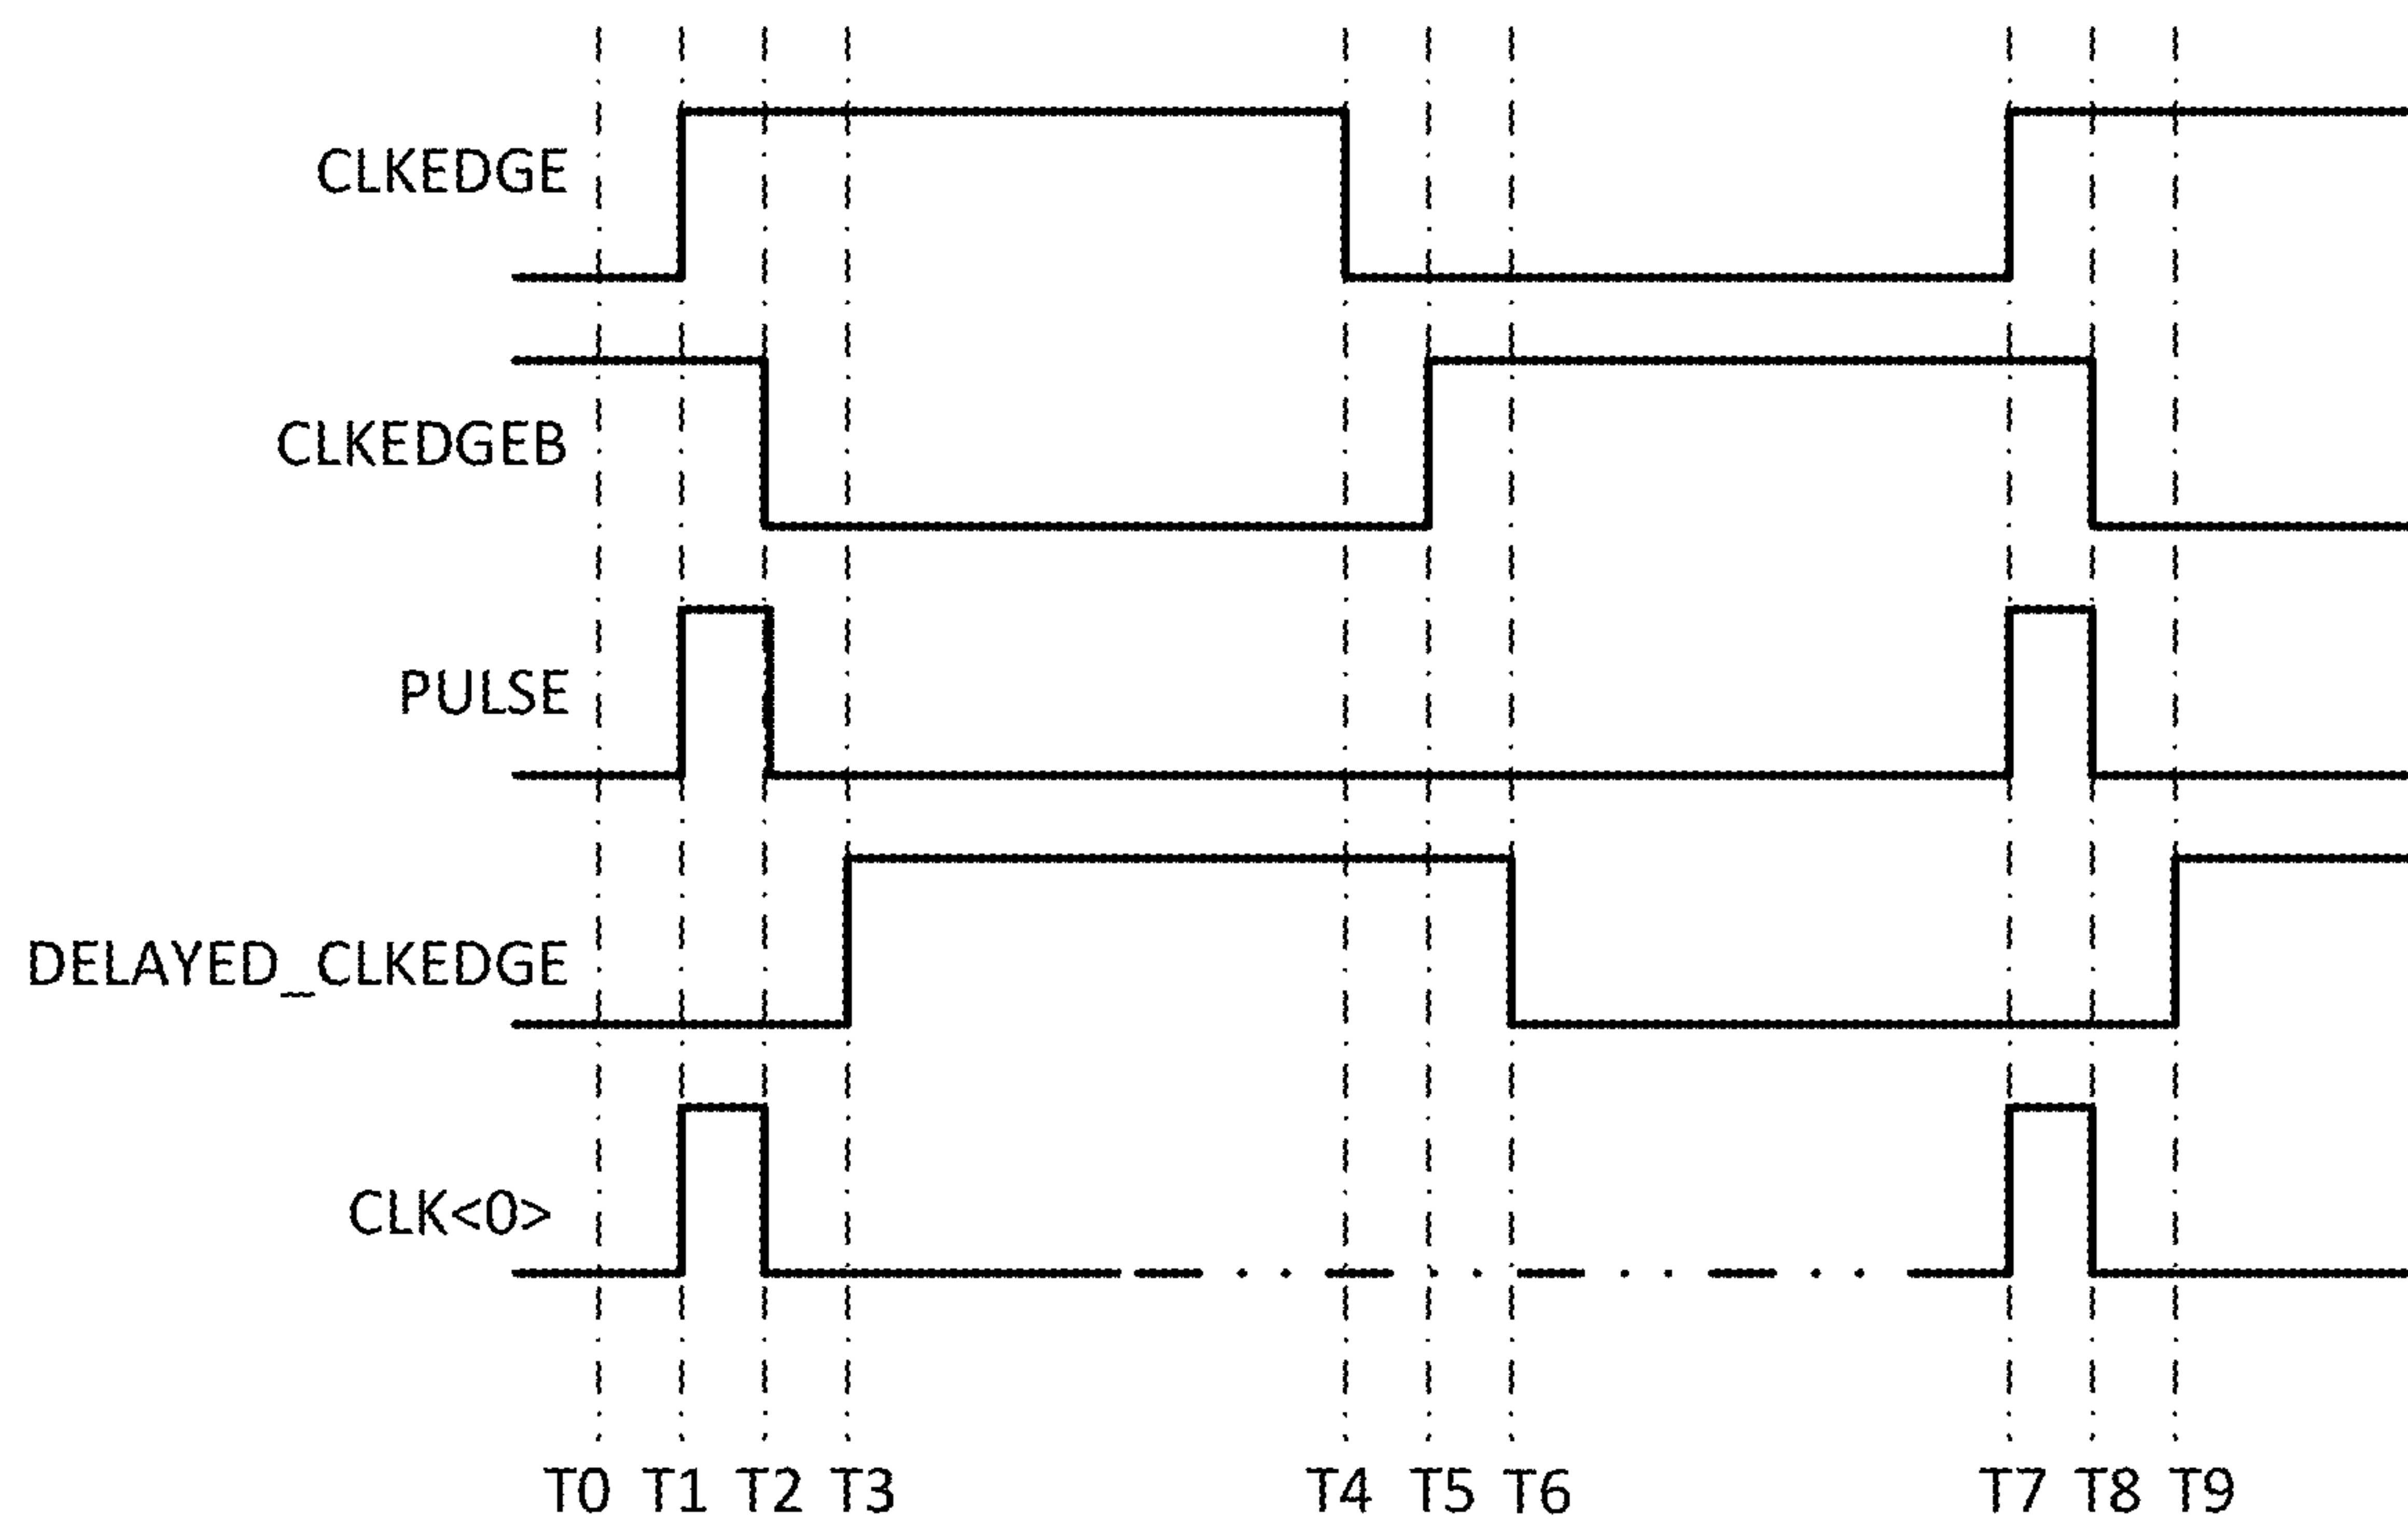 CLKEDGE
CLKEDGEB
PULSE
DELAYED_CLKEDGE
CLK<0>
T0 T1 T2 T3 T4 T5 T6 T7 T8 T9